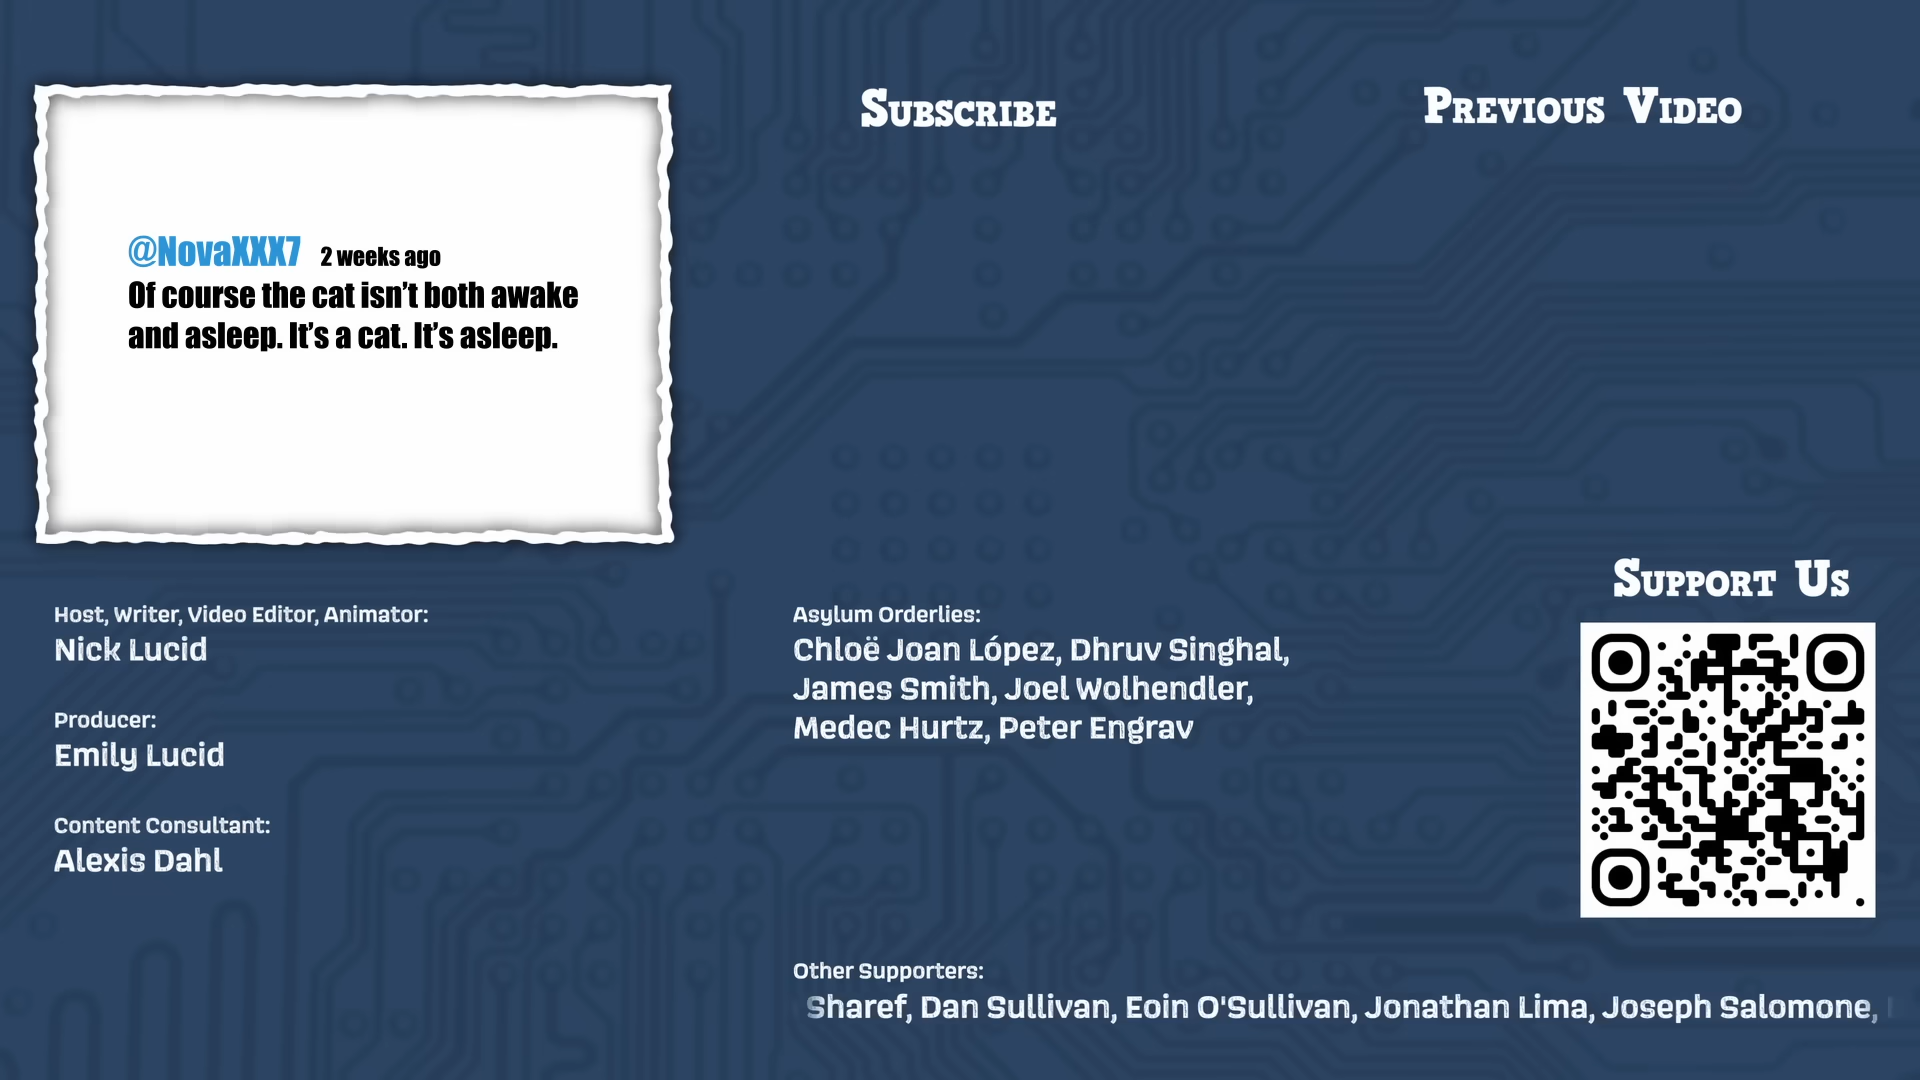 Subscribe
Previous Video
@NovaXXX7 2 weeks ago
Of course the cat isn't both awake
and asleep. It's a cat. It's asleep.
Support Us
Host, Writer, Video Editor, Animator:
Nick Lucid
Producer:
Emily Lucid
Content Consultant:
Alexis Dahl
Asylum Orderlies:
Chloë Joan López, Dhruv Singhal,
James Smith, Joel Wolhendler,
Medec Hurtz, Peter Engrav
Other Supporters:
Sharef, Dan Sullivan, Eoin O'Sullivan, Jonathan Lima, Joseph Salomone,